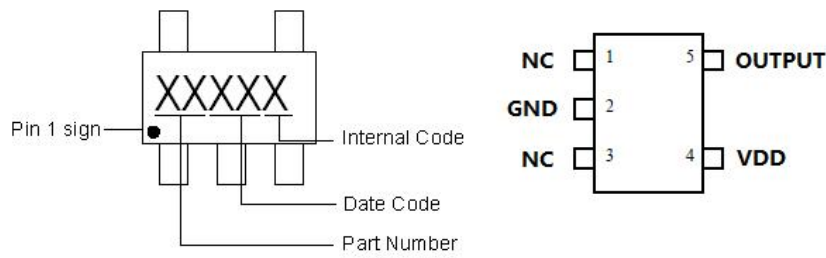 XXXXX
Pin 1 sign
Internal Code
Date Code
Part Number
NC 1 5 OUTPUT
GND 2
NC 3 4 VDD